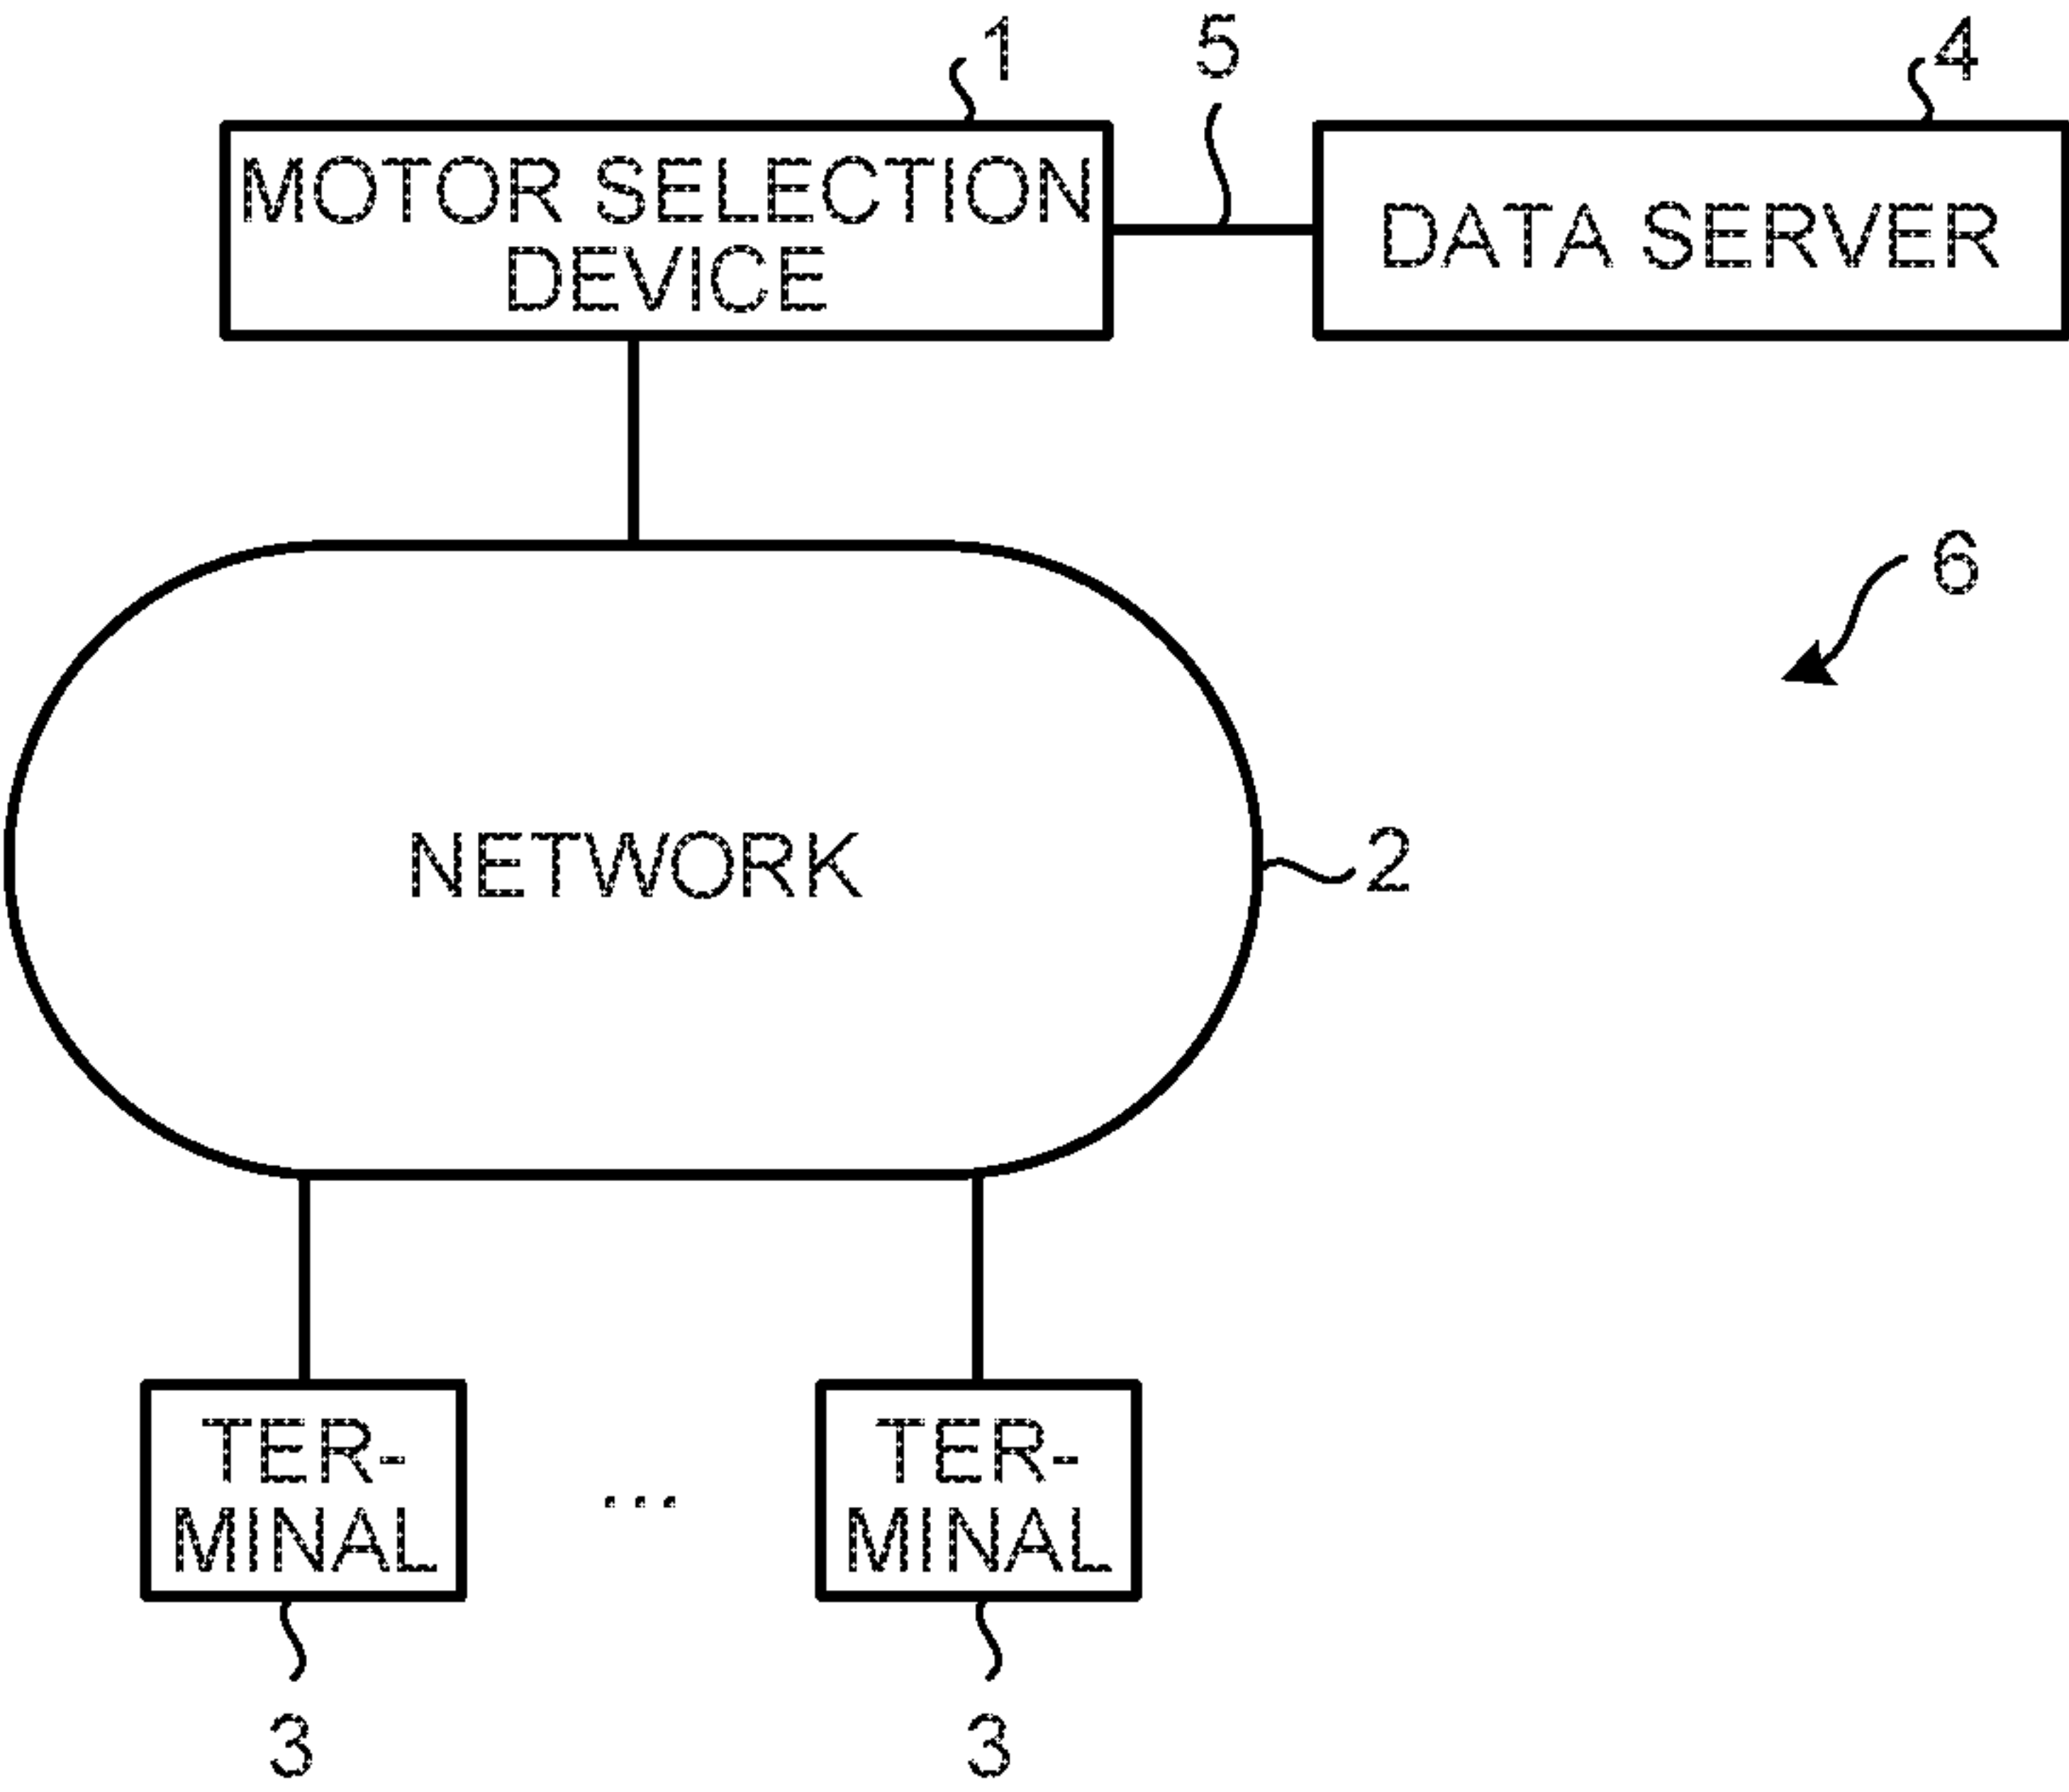 1
5
4
MOTOR SELECTION
DEVICE
DATA SERVER
6
NETWORK
2
TER-
MINAL
...
TER-
MINAL
3
3